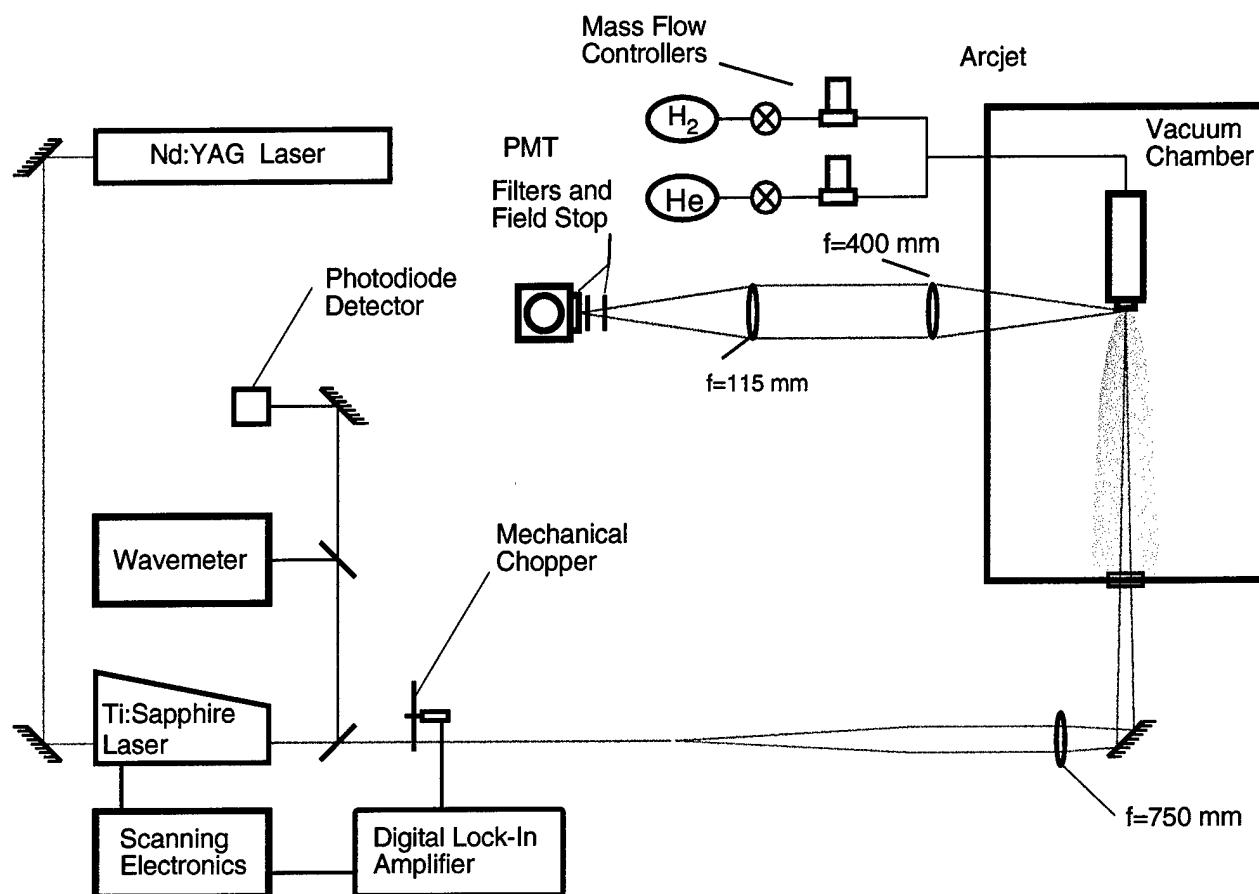 Mass Flow
Controllers
Arcjet
H2
Vacuum
Chamber
Nd:YAG Laser
PMT
Filters and
Field Stop
He
f=400 mm
Photodiode
Detector
f=115 mm
Mechanical
Chopper
Wavemeter
Ti:Sapphire
Laser
f=750 mm
Scanning
Electronics
Digital Lock-In
Amplifier